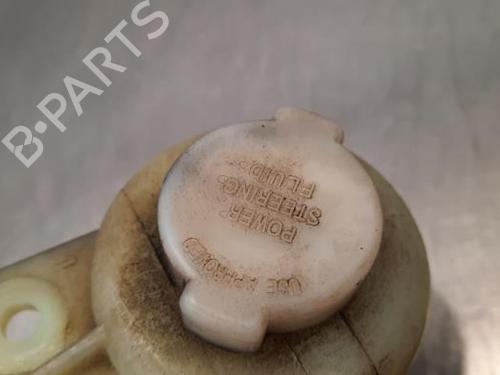 B-PARTS
USE APPROVED
POWER
STEERING
FLUID